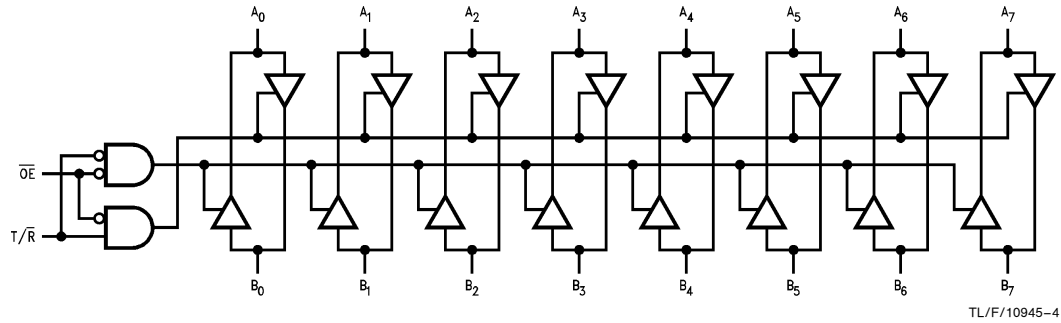 A₀ A₁ A₂ A₃ A₄ A₅ A₆ A₇
O̅E̅
T/R̅
B₀ B₁ B₂ B₃ B₄ B₅ B₆ B₇
TL/F/10945–4